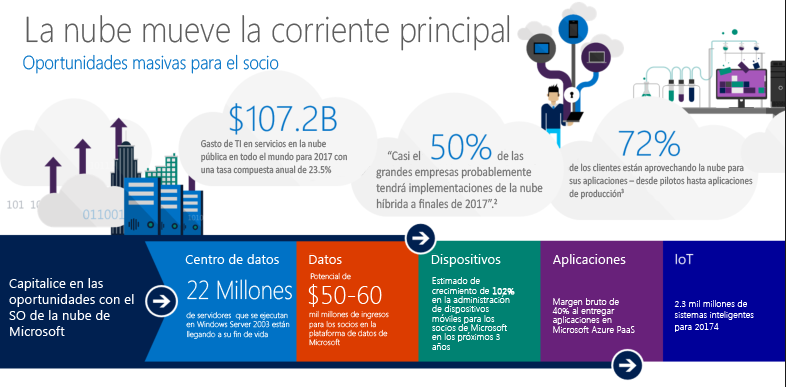 La nube mueve la corriente principal
Oportunidades masivas para el socio
$107.2B
Gasto de TI en servicios en la nube
pública en todo el mundo para 2017 con
una tasa compuesta anual de 23.5%
“Casi el 50% de las
grandes empresas probablemente
tendrá implementaciones de la nube
híbrida a finales de 2017”.²
72%
de los clientes están aprovechando la nube para
sus aplicaciones – desde pilotos hasta aplicaciones
de producción³
101 10
011001
Capitalice en las
oportunidades con el
SO de la nube de
Microsoft
Centro de datos
22 Millones
de servidores que se ejecutan
en Windows Server 2003 están
llegando a su fin de vida
Datos
Potencial de
$50-60
mil millones de ingresos
para los socios en la
plataforma de datos de
Microsoft
Dispositivos
Estimado de
crecimiento de 102%
en la administración
de dispositivos
móviles para los
socios de Microsoft
en los próximos 3
años
Aplicaciones
Margen bruto de
40% al entregar
aplicaciones en
Microsoft Azure PaaS
IoT
2.3 mil millones de
sistemas inteligentes
para 20174